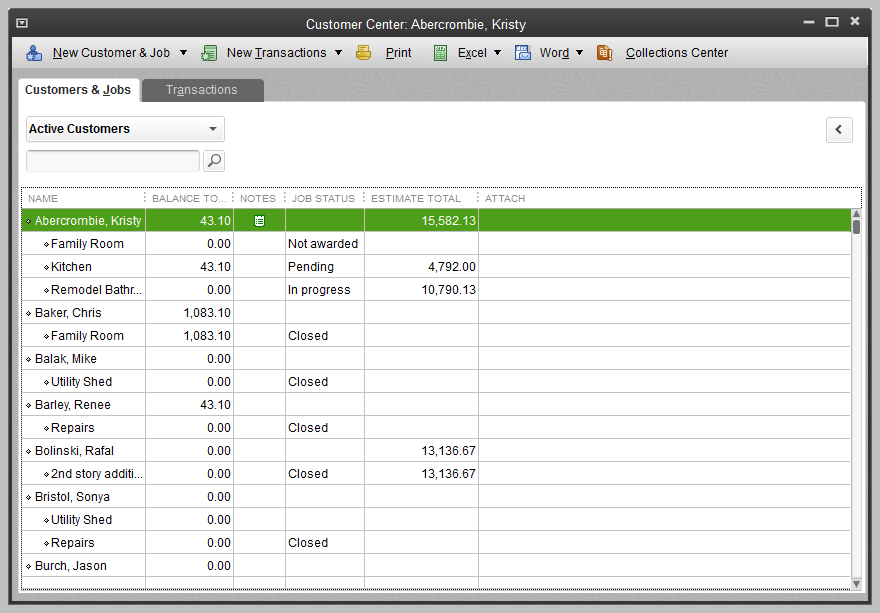 Customer Center: Abercrombie, Kristy
New Customer & Job New Transactions Print Excel Word Collections Center
Customers & Jobs Transactions
Active Customers
NAME BALANCE TO... NOTES JOB STATUS ESTIMATE TOTAL ATTACH
Abercrombie, Kristy 43.10 15,582.13
Family Room 0.00 Not awarded
Kitchen 43.10 Pending 4,792.00
Remodel Bathr... 0.00 In progress 10,790.13
Baker, Chris 1,083.10
Family Room 1,083.10 Closed
Balak, Mike 0.00
Utility Shed 0.00 Closed
Barley, Renee 43.10
Repairs 0.00 Closed
Bolinski, Rafal 0.00 13,136.67
2nd story additi... 0.00 Closed 13,136.67
Bristol, Sonya 0.00
Utility Shed 0.00
Repairs 0.00 Closed
Burch, Jason 0.00